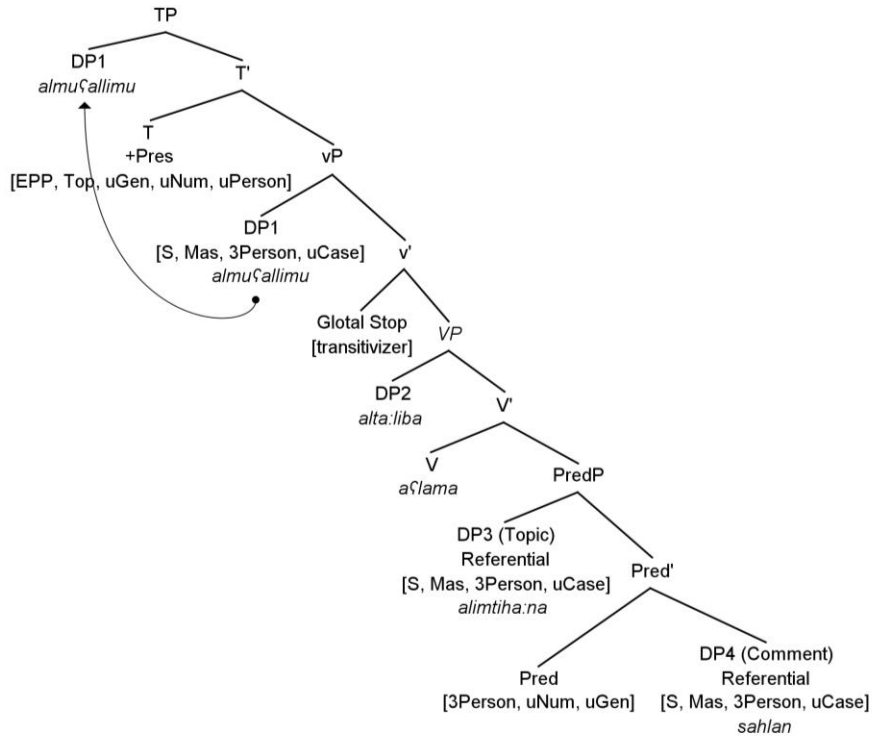 TP
DP1
almuʕallimu
T'
T
+Pres
[EPP, Top, uGen, uNum, uPerson]
vP
DP1
[S, Mas, 3Person, uCase]
almuʕallimu
v'
Glotal Stop
[transitivizer]
VP
DP2
alta:liba
V'
V
aʕlama
PredP
DP3 (Topic)
Referential
[S, Mas, 3Person, uCase]
alimtiha:na
Pred'
Pred
[3Person, uNum, uGen]
DP4 (Comment)
Referential
[S, Mas, 3Person, uCase]
sahlan